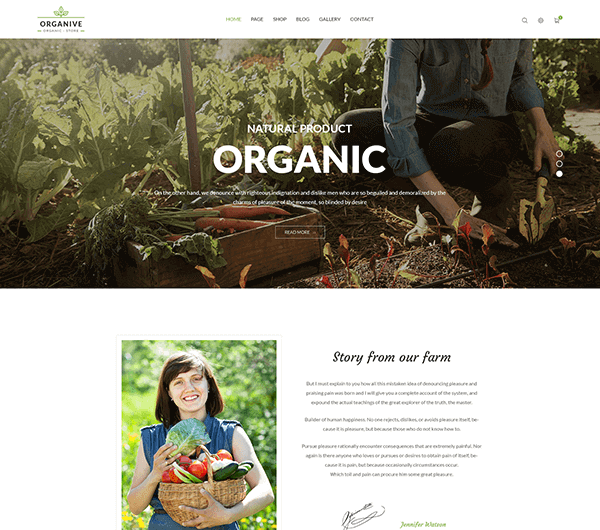 ORGANIVE
ORGANIC - STORE
HOME PAGE SHOP BLOG GALLERY CONTACT
0
NATURAL PRODUCT
ORGANIC
On the other hand, we denounce with righteous indignation and dislike men who are so beguiled and demoralized by the
charms of pleasure of the moment, so blinded by desire
READ MORE
Story from our farm
But I must explain to you how all this mistaken idea of denouncing pleasure and
praising pain was born and I will give you a complete account of the system, and
expound the actual teachings of the great explorer of the truth, the master.
Builder of human happiness. No one rejects, dislikes, or avoids pleasure itself, be-
cause it is pleasure, but because those who do not know how to.
Pursue pleasure rationally encounter consequences that are extremely painful. Nor
again is there anyone who loves or pursues or desires to obtain pain of itself, be-
cause it is pain, but because occasionally circumstances occur.
Which toil and pain can procure him some great pleasure.
Jennifer Watson